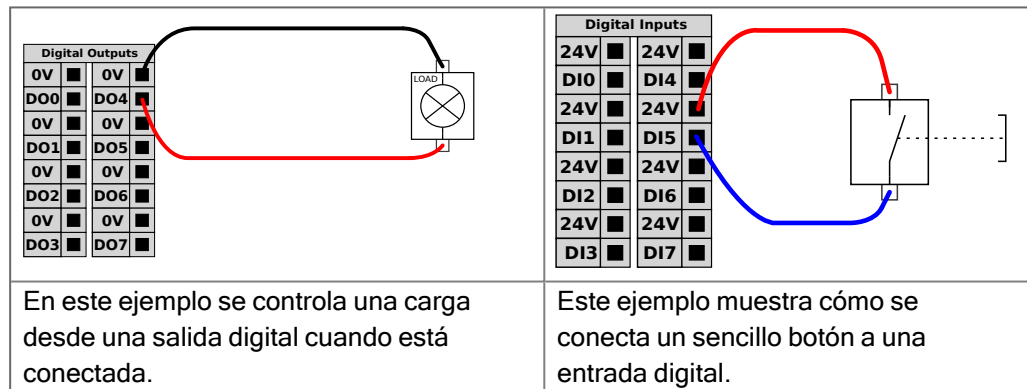 Digital Outputs
0V 0V
DO0 DO4
0V 0V
DO1 DO5
0V 0V
DO2 DO6
0V 0V
DO3 DO7
LOAD
Digital Inputs
24V 24V
DI0 DI4
24V 24V
DI1 DI5
24V 24V
DI2 DI6
24V 24V
DI3 DI7
En este ejemplo se controla una carga
desde una salida digital cuando está
conectada.
Este ejemplo muestra cómo se
conecta un sencillo botón a una
entrada digital.